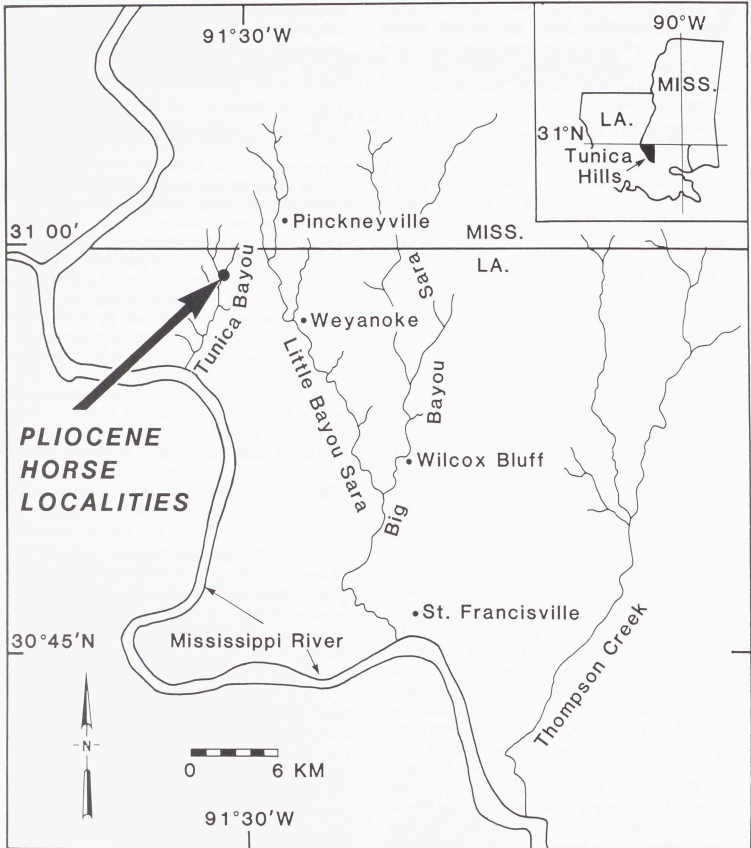 91°30′W
90°W
MISS.
LA.
31°N
Tunica
Hills
Pinckneyville
31 00′
MISS.
LA.
Tunica Bayou
Weyanoke
Little Bayou Sara
Big Bayou Sara
PLIOCENE
HORSE
LOCALITIES
Wilcox Bluff
St. Francisville
30°45′N
Mississippi River
Thompson Creek
N
0 6 KM
91°30′W